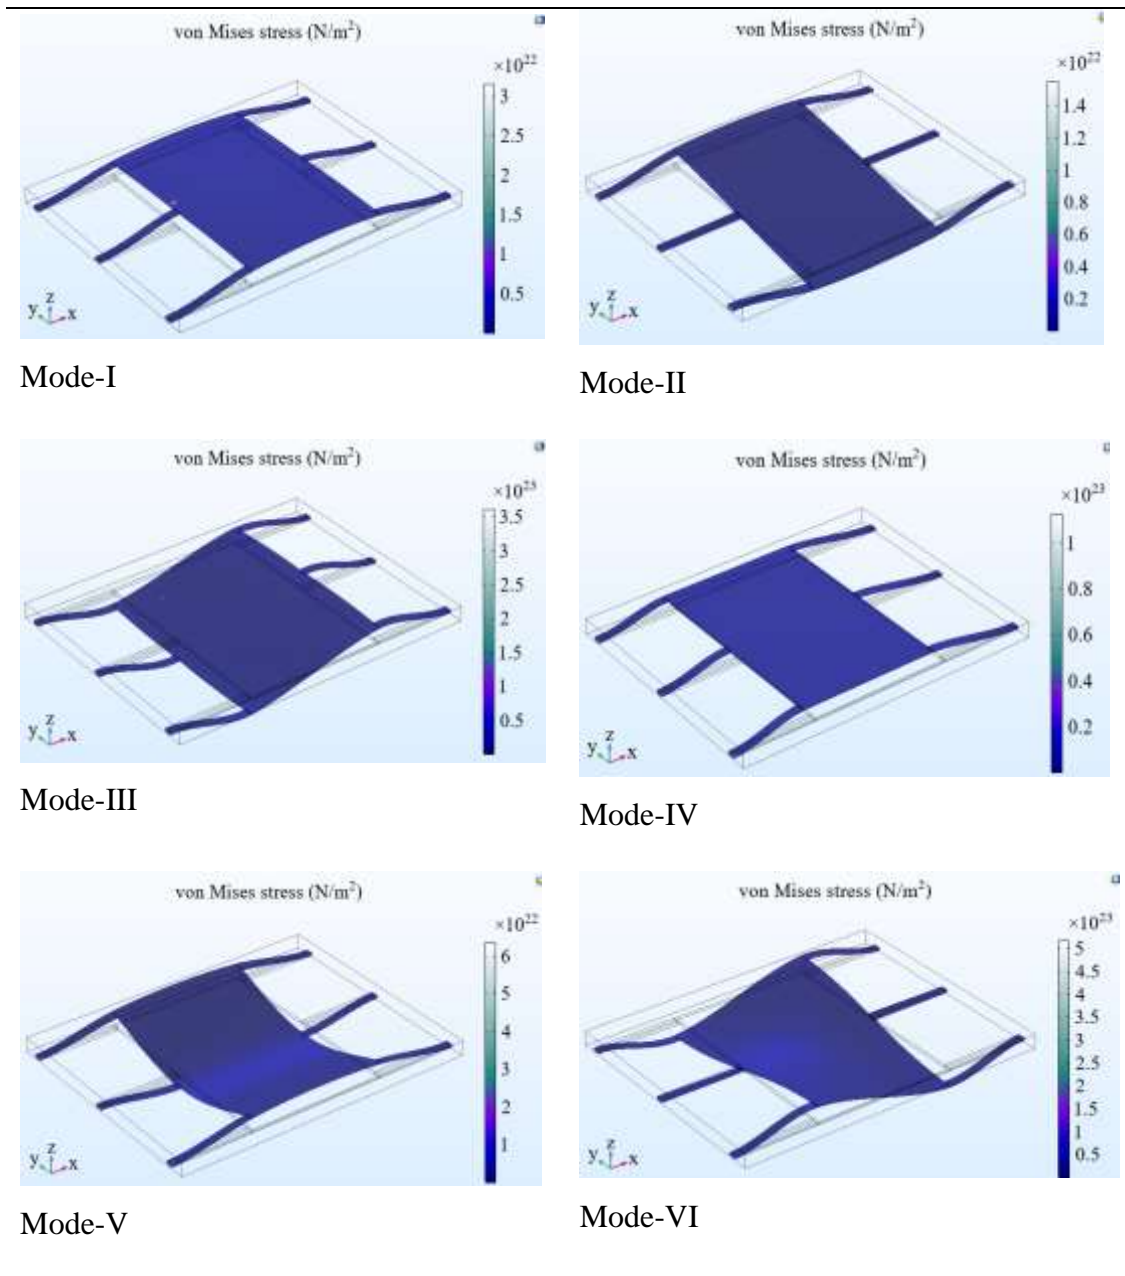 von Mises stress (N/m²)
×10²²
3
2.5
2
1.5
1
0.5
z
y x
Mode-I
von Mises stress (N/m²)
×10²²
1.4
1.2
1
0.8
0.6
0.4
0.2
z
y x
Mode-II
von Mises stress (N/m²)
×10²³
3.5
3
2.5
2
1.5
1
0.5
z
y x
Mode-III
von Mises stress (N/m²)
×10²³
1
0.8
0.6
0.4
0.2
z
y x
Mode-IV
von Mises stress (N/m²)
×10²²
6
5
4
3
2
1
z
y x
Mode-V
von Mises stress (N/m²)
×10²³
5
4.5
4
3.5
3
2.5
2
1.5
1
0.5
z
y x
Mode-VI